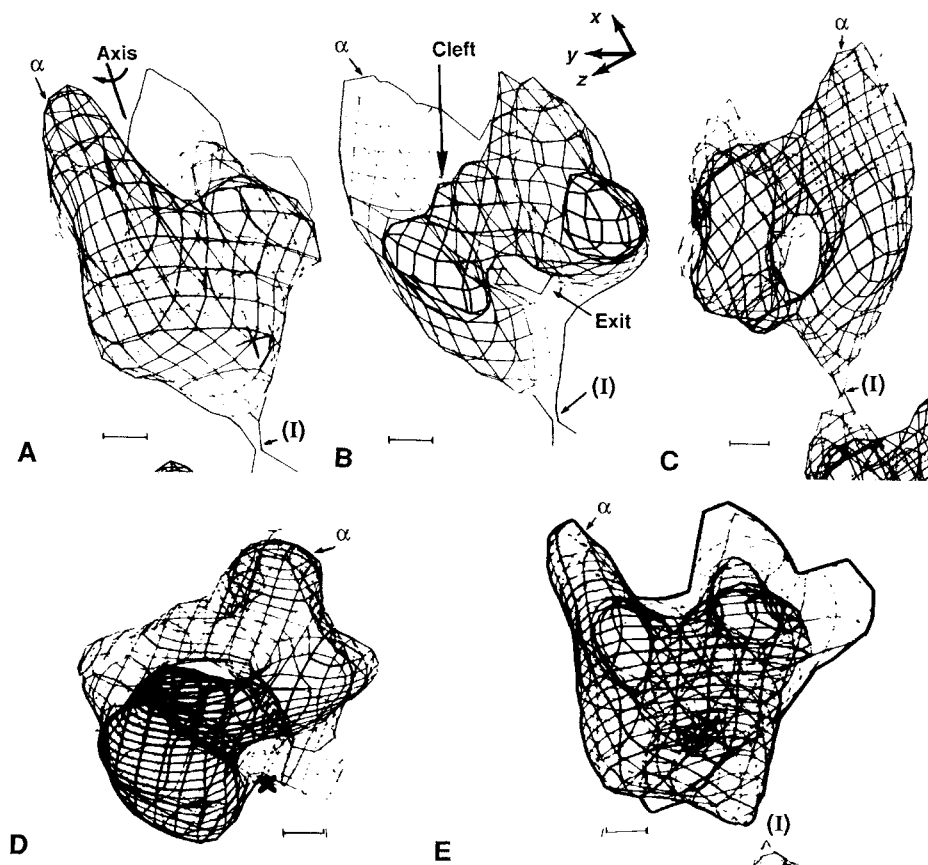 α
Axis
α
Cleft
x
y
z
α
Exit
(I)
(I)
(I)
A
B
C
α
α
D
E
(I)